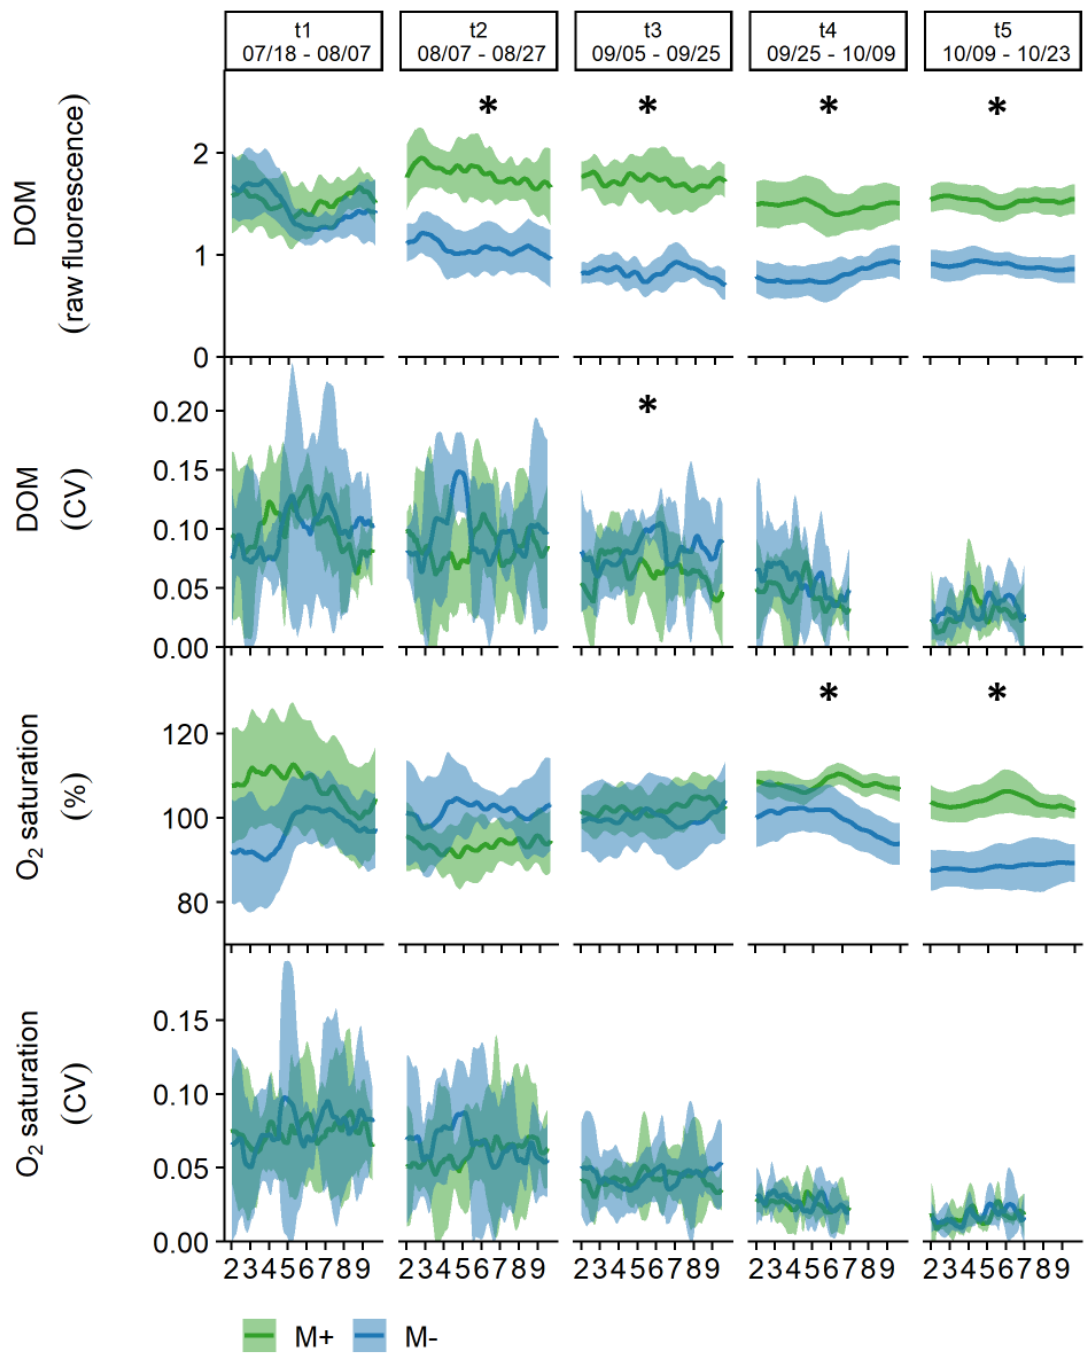 t1
07/18 - 08/07
t2
08/07 - 08/27
t3
09/05 - 09/25
t4
09/25 - 10/09
t5
10/09 - 10/23
DOM
(raw fluorescence)
2
1
0
* * * *
DOM
(CV)
0.20
0.15
0.10
0.05
0.00
*
O₂ saturation
(%)
120
100
80
* *
O₂ saturation
(CV)
0.15
0.10
0.05
0.00
23456789 23456789 23456789 23456789 23456789
M+ M-